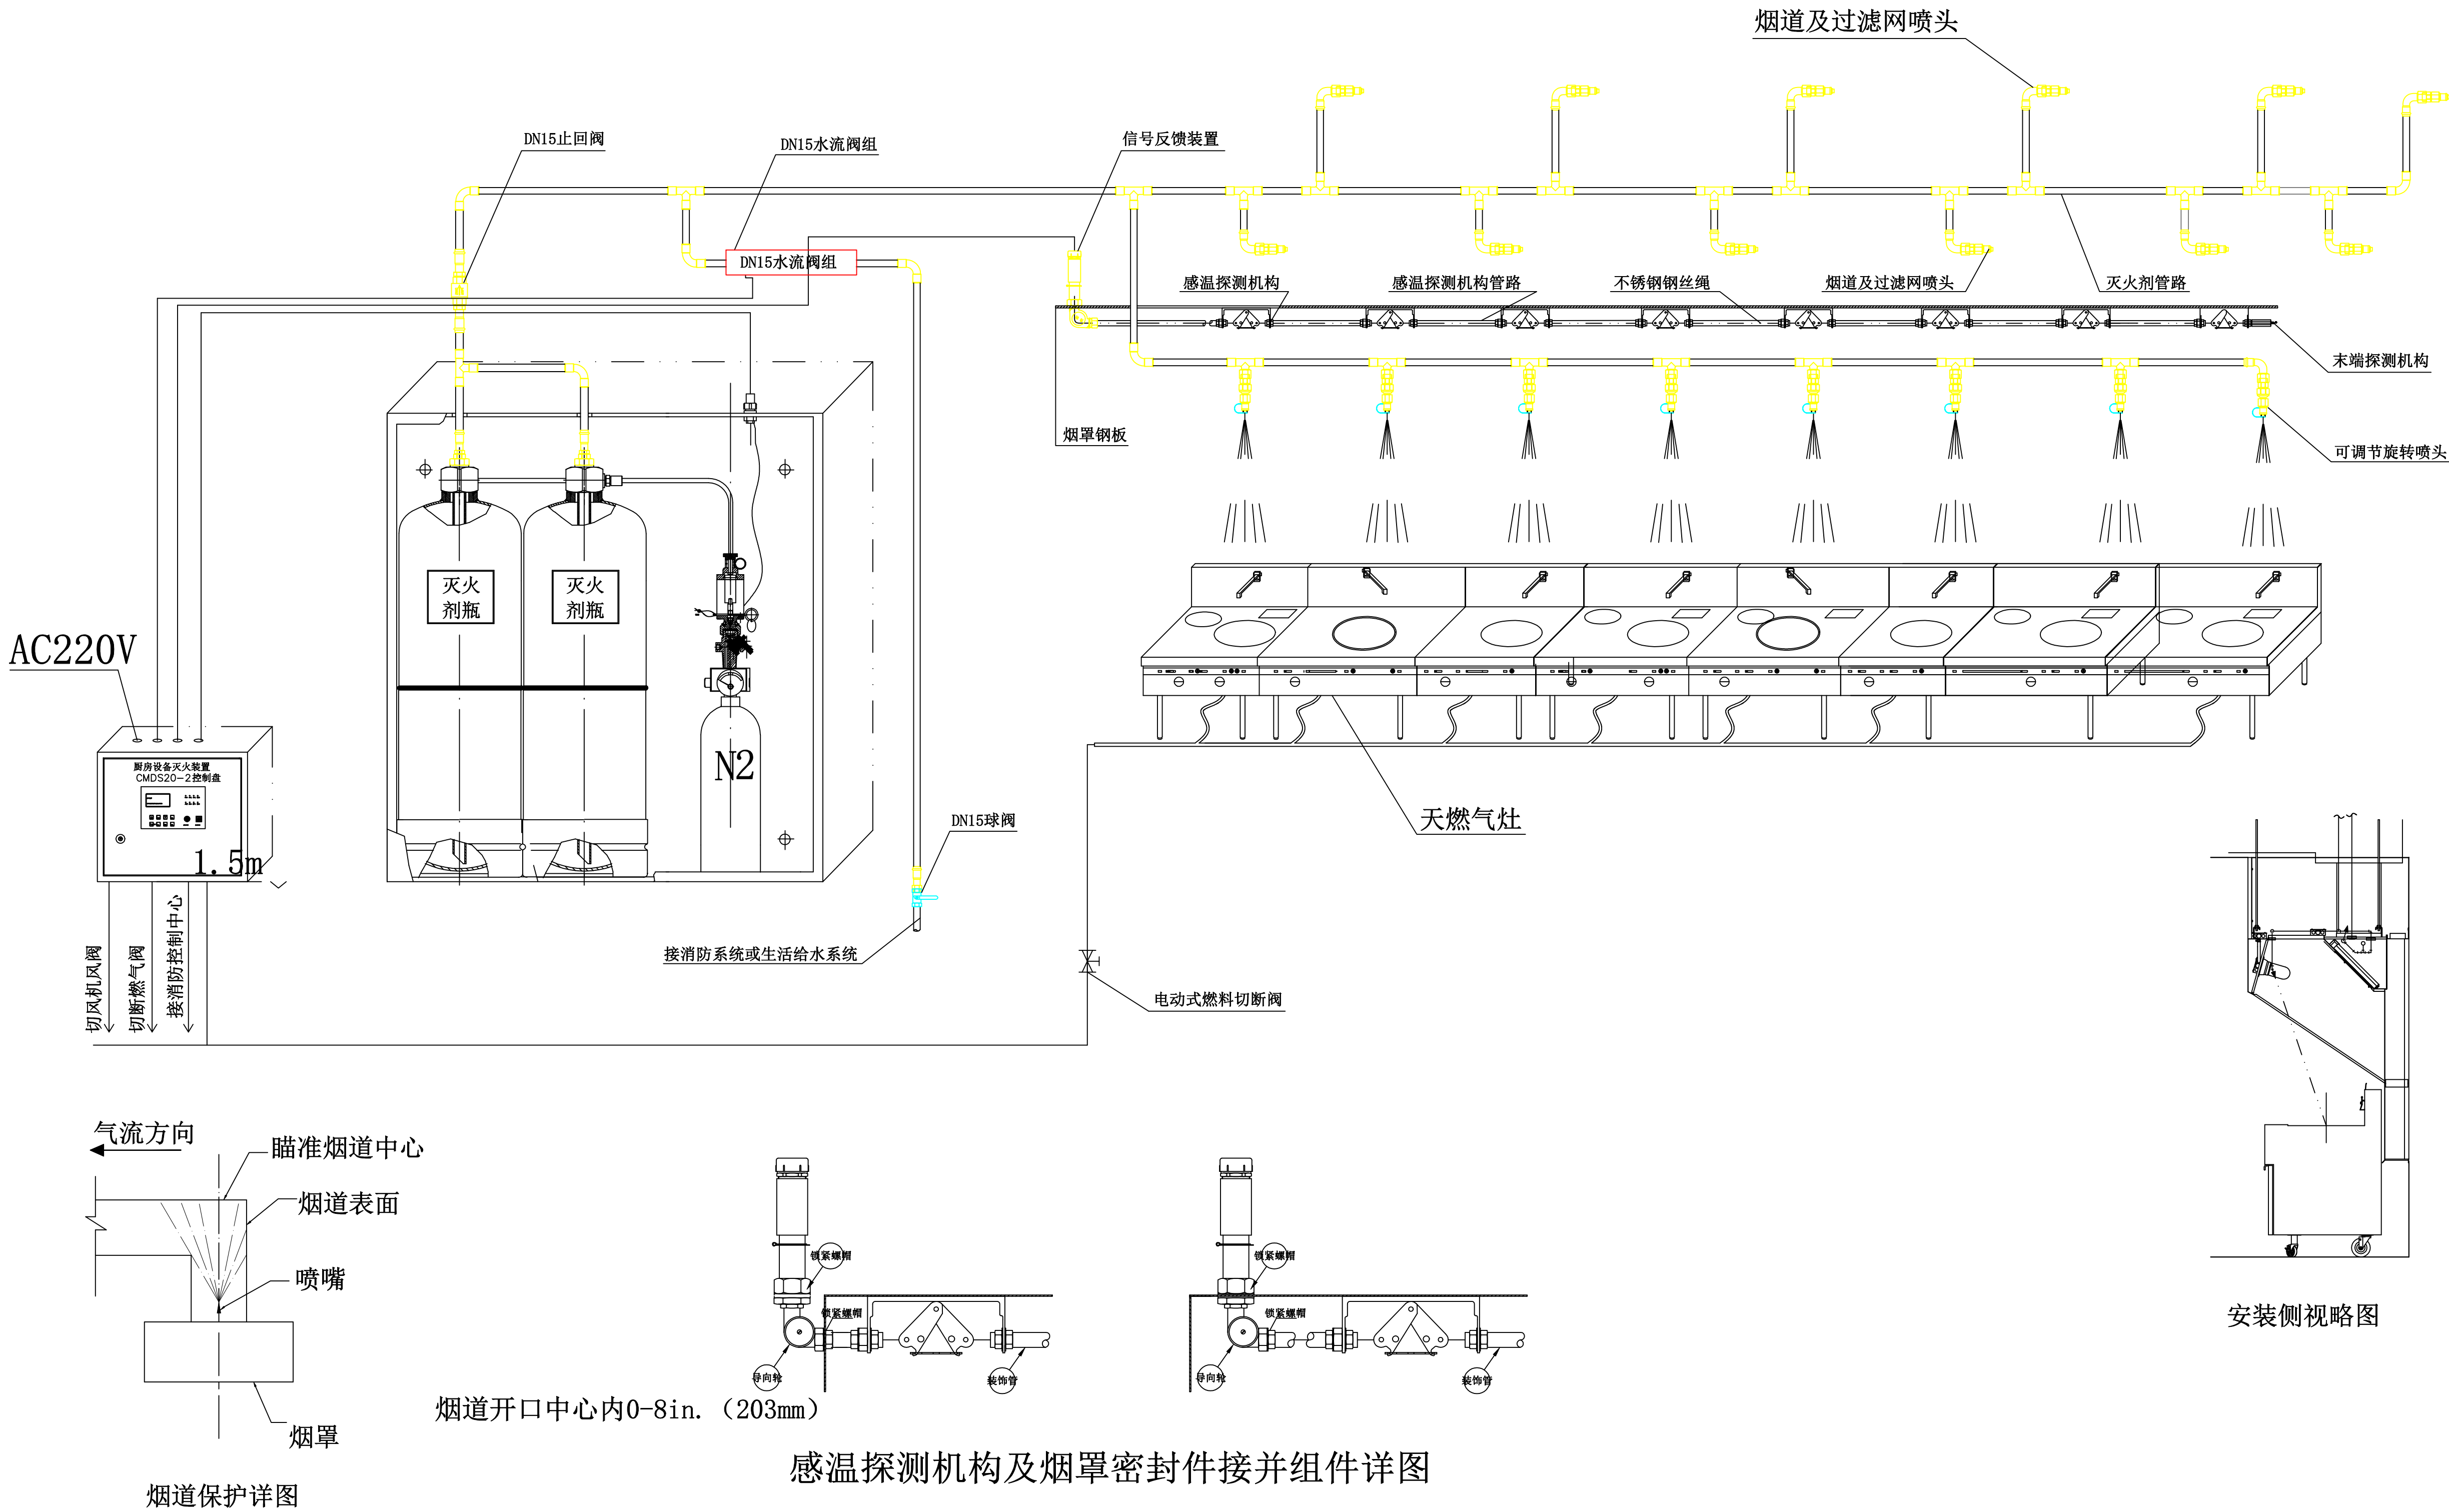 烟道及过滤网喷头
DN15止回阀
DN15水流阀组
信号反馈装置
DN15水流阀组
感温探测机构
感温探测机构管路
不锈钢钢丝绳
烟道及过滤网喷头
灭火剂管路
末端探测机构
烟罩钢板
可调节旋转喷头
灭火
剂瓶
灭火
剂瓶
AC220V
N2
厨房设备灭火装置
CMDS20-2控制盘
1.5m
DN15球阀
天燃气灶
切风机风阀
切断燃气阀
接消防控制中心
接消防系统或生活给水系统
电动式燃料切断阀
气流方向
瞄准烟道中心
烟道表面
喷嘴
烟罩
烟道保护详图
锁紧螺帽
锁紧螺帽
导向轮
装饰管
锁紧螺帽
锁紧螺帽
导向轮
装饰管
烟道开口中心内0-8in.（203mm）
感温探测机构及烟罩密封件接并组件详图
安装侧视略图